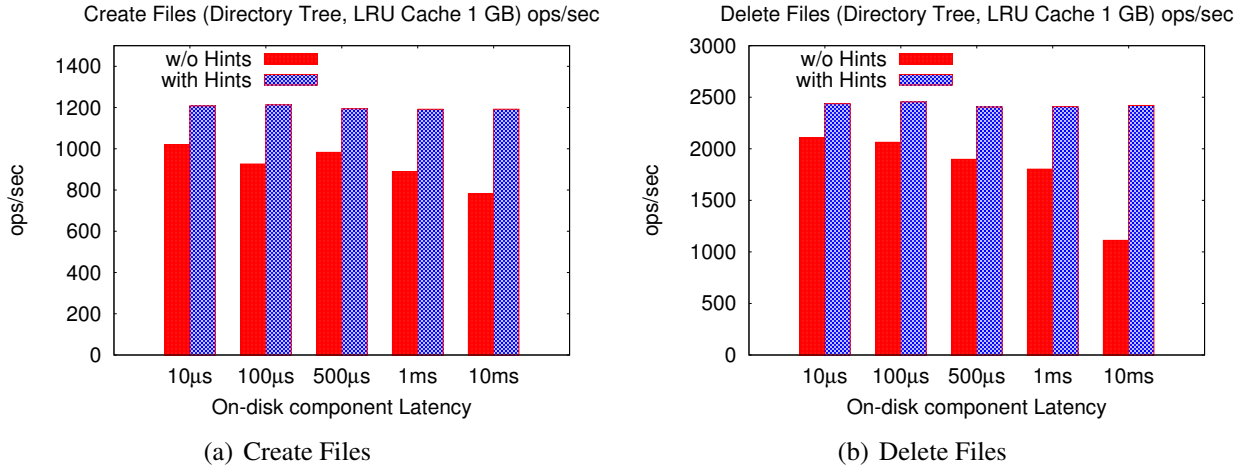 Create Files (Directory Tree, LRU Cache 1 GB) ops/sec
w/o Hints
with Hints
1400
1200
1000
800
600
400
200
0
ops/sec
10μs 100μs 500μs 1ms 10ms
On-disk component Latency
(a) Create Files
Delete Files (Directory Tree, LRU Cache 1 GB) ops/sec
w/o Hints
with Hints
3000
2500
2000
1500
1000
500
0
ops/sec
10μs 100μs 500μs 1ms 10ms
On-disk component Latency
(b) Delete Files